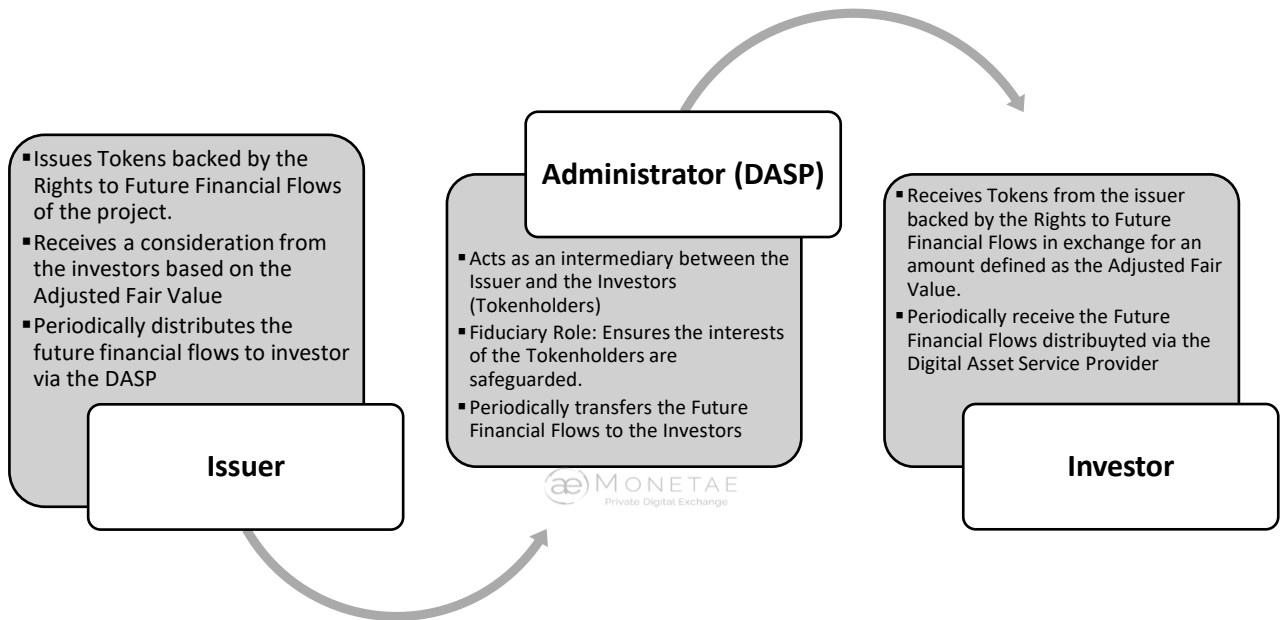 ▪Issues Tokens backed by the
Rights to Future Financial Flows
of the project.
▪Receives a consideration from
the investors based on the
Adjusted Fair Value
▪Periodically distributes the
future financial flows to investor
via the DASP
Issuer
Administrator (DASP)
▪Acts as an intermediary between the
Issuer and the Investors
(Tokenholders)
▪Fiduciary Role: Ensures the interests
of the Tokenholders are
safeguarded.
▪Periodically transfers the Future
Financial Flows to the Investors
æ MONETAE
Private Digital Exchange
▪Receives Tokens from the issuer
backed by the Rights to Future
Financial Flows in exchange for an
amount defined as the Adjusted Fair
Value.
▪Periodically receive the Future
Financial Flows distribuyted via the
Digital Asset Service Provider
Investor